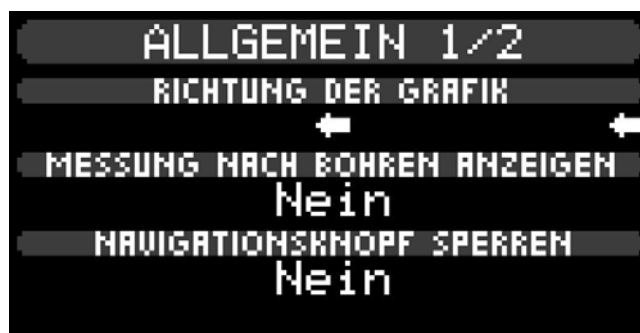 ALLGEMEIN 1/2
RICHTUNG DER GRAFIK
MESSUNG NACH BOHREN ANZEIGEN
Nein
NAVIGATIONSKNOPF SPERREN
Nein